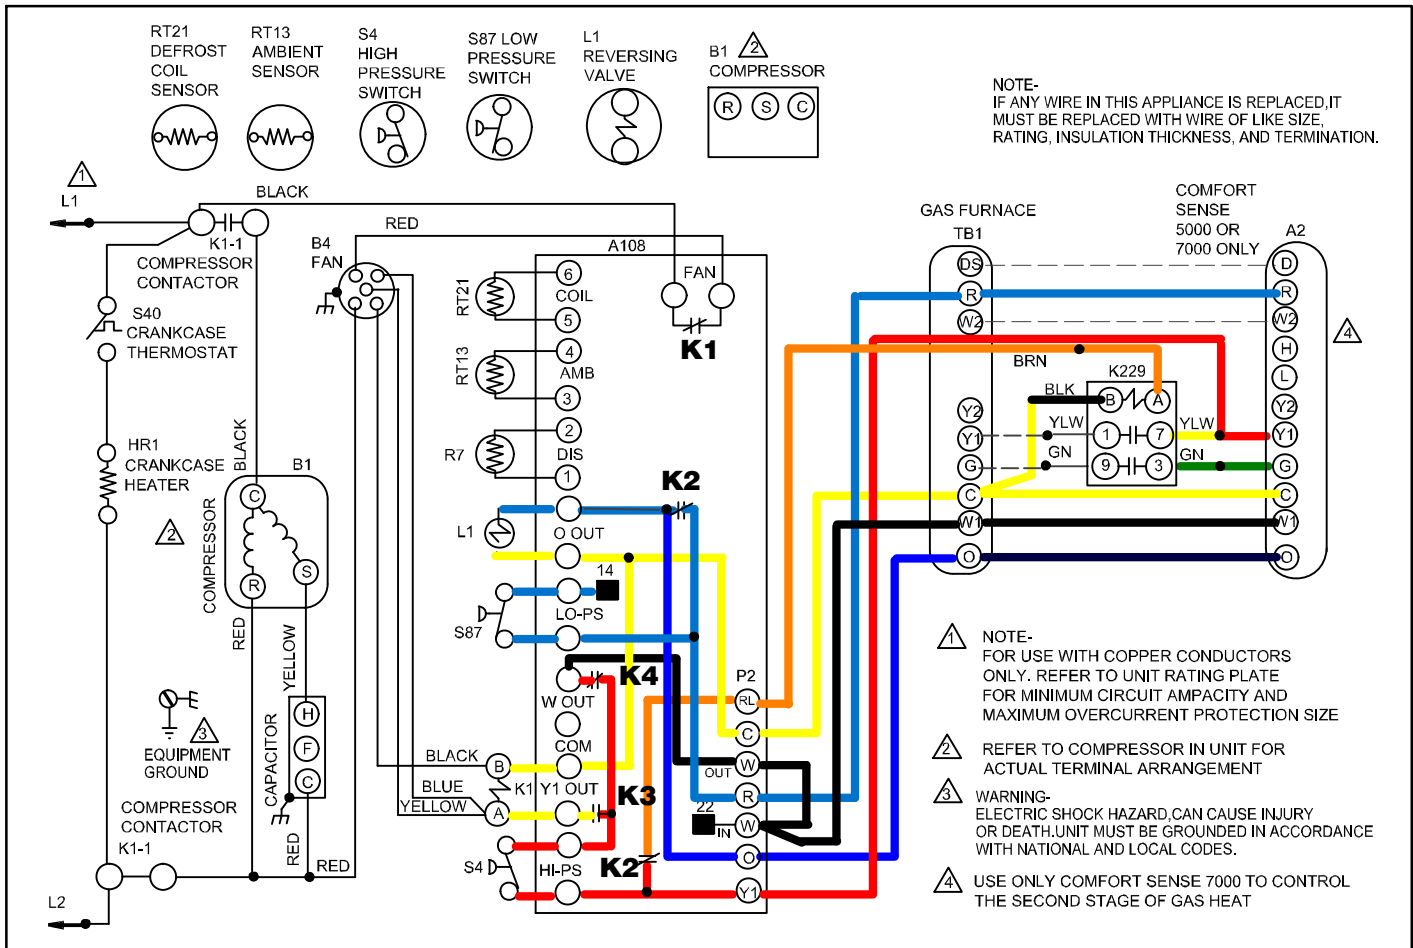 RT21
DEFROST
COIL
SENSOR
RT13
AMBIENT
SENSOR
S4
HIGH
PRESSURE
SWITCH
S87 LOW
PRESSURE
SWITCH
L1
REVERSING
VALVE
B1
2
COMPRESSOR
R
S
C
NOTE-
IF ANY WIRE IN THIS APPLIANCE IS REPLACED,IT
MUST BE REPLACED WITH WIRE OF LIKE SIZE,
RATING, INSULATION THICKNESS, AND TERMINATION.
1
L1
BLACK
K1-1
COMPRESSOR
CONTACTOR
RED
B4
FAN
S40
CRANKCASE
THERMOSTAT
HR1
CRANKCASE
HEATER
2
BLACK
B1
COMPRESSOR
C
R
S
RED
YELLOW
3
EQUIPMENT
GROUND
CAPACITOR
H
F
C
RED
RED
COMPRESSOR
CONTACTOR
K1-1
L2
A108
FAN
K1
RT21
6
COIL
5
RT13
4
AMB
3
R7
2
DIS
1
K2
L1
O OUT
14
LO-PS
S87
K4
W OUT
COM
BLACK
B
BLUE
K1
Y1 OUT
K3
YELLOW
A
S4
HI-PS
K2
P2
RL
C
OUT
W
R
22
IN
W
O
Y1
GAS FURNACE
TB1
DS
R
W2
Y2
Y1
G
C
W1
O
BRN
BLK
K229
B
A
YLW
1
7
YLW
GN
9
3
GN
COMFORT
SENSE
5000 OR
7000 ONLY
A2
D
R
W2
H
L
Y2
Y1
G
C
W1
O
4
1
NOTE-
FOR USE WITH COPPER CONDUCTORS
ONLY. REFER TO UNIT RATING PLATE
FOR MINIMUM CIRCUIT AMPACITY AND
MAXIMUM OVERCURRENT PROTECTION SIZE
2
REFER TO COMPRESSOR IN UNIT FOR
ACTUAL TERMINAL ARRANGEMENT
3
WARNING-
ELECTRIC SHOCK HAZARD,CAN CAUSE INJURY
OR DEATH.UNIT MUST BE GROUNDED IN ACCORDANCE
WITH NATIONAL AND LOCAL CODES.
4
USE ONLY COMFORT SENSE 7000 TO CONTROL
THE SECOND STAGE OF GAS HEAT